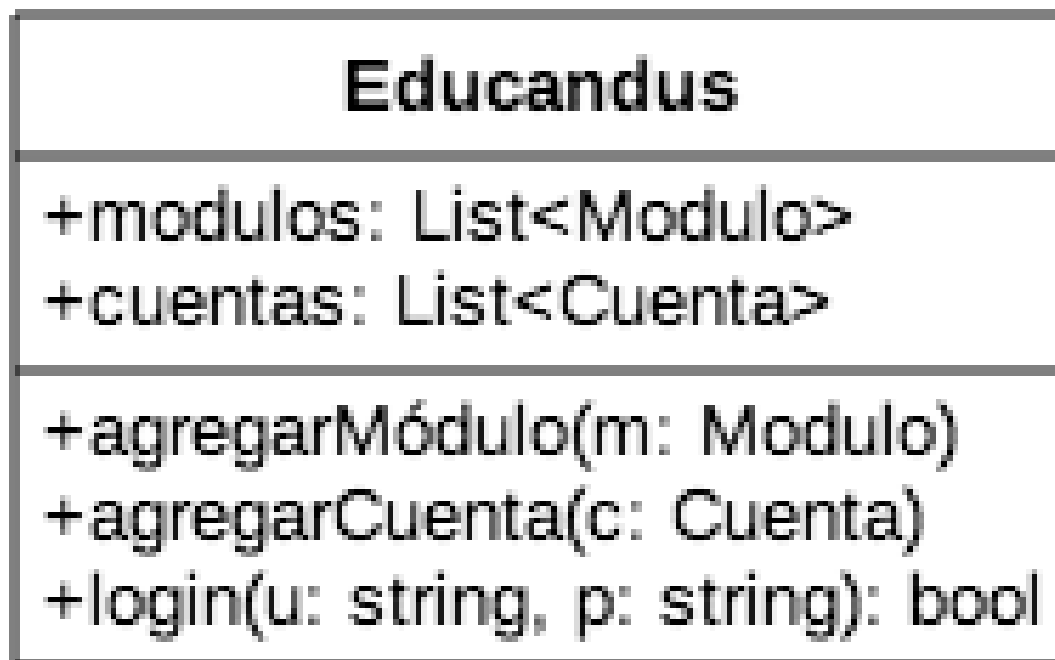 Educandus
+modulos: List<Modulo>
+cuentas: List<Cuenta>
+agregarMódulo(m: Modulo)
+agregarCuenta(c: Cuenta)
+login(u: string, p: string): bool